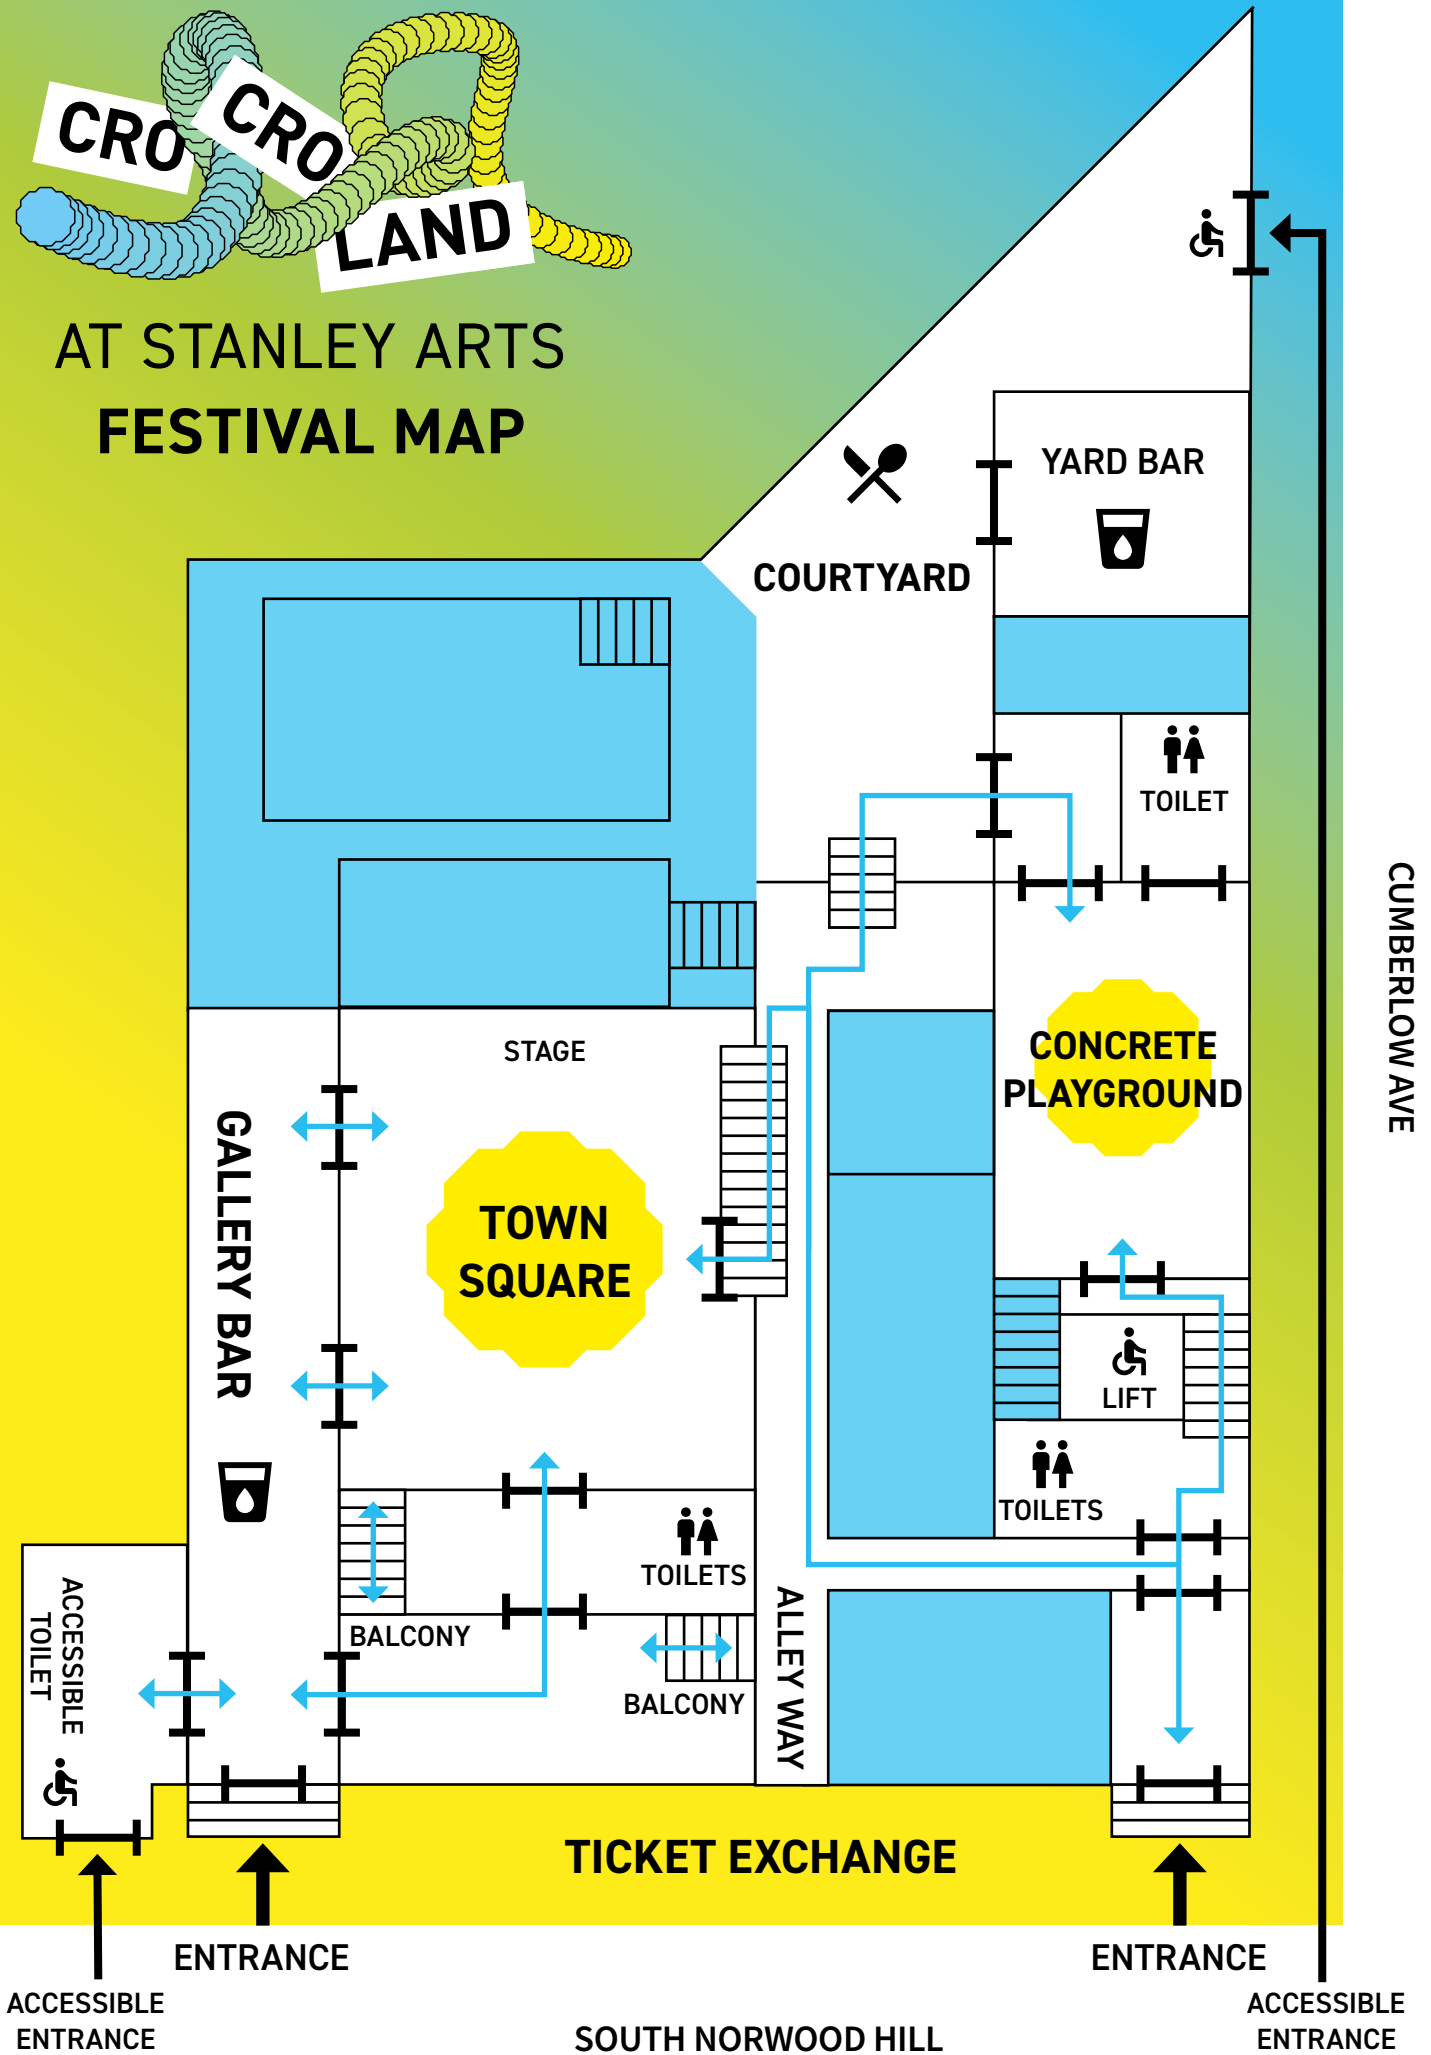 CRO
CRO
LAND
AT STANLEY ARTS
FESTIVAL MAP
YARD BAR
COURTYARD
TOILET
CUMBERLOW AVE
STAGE
CONCRETE
PLAYGROUND
GALLERY BAR
TOWN
SQUARE
LIFT
TOILETS
TOILETS
ACCESSIBLE
TOILET
BALCONY
BALCONY
ALLEY WAY
TICKET EXCHANGE
ENTRANCE
ENTRANCE
ACCESSIBLE
ENTRANCE
ACCESSIBLE
ENTRANCE
SOUTH NORWOOD HILL